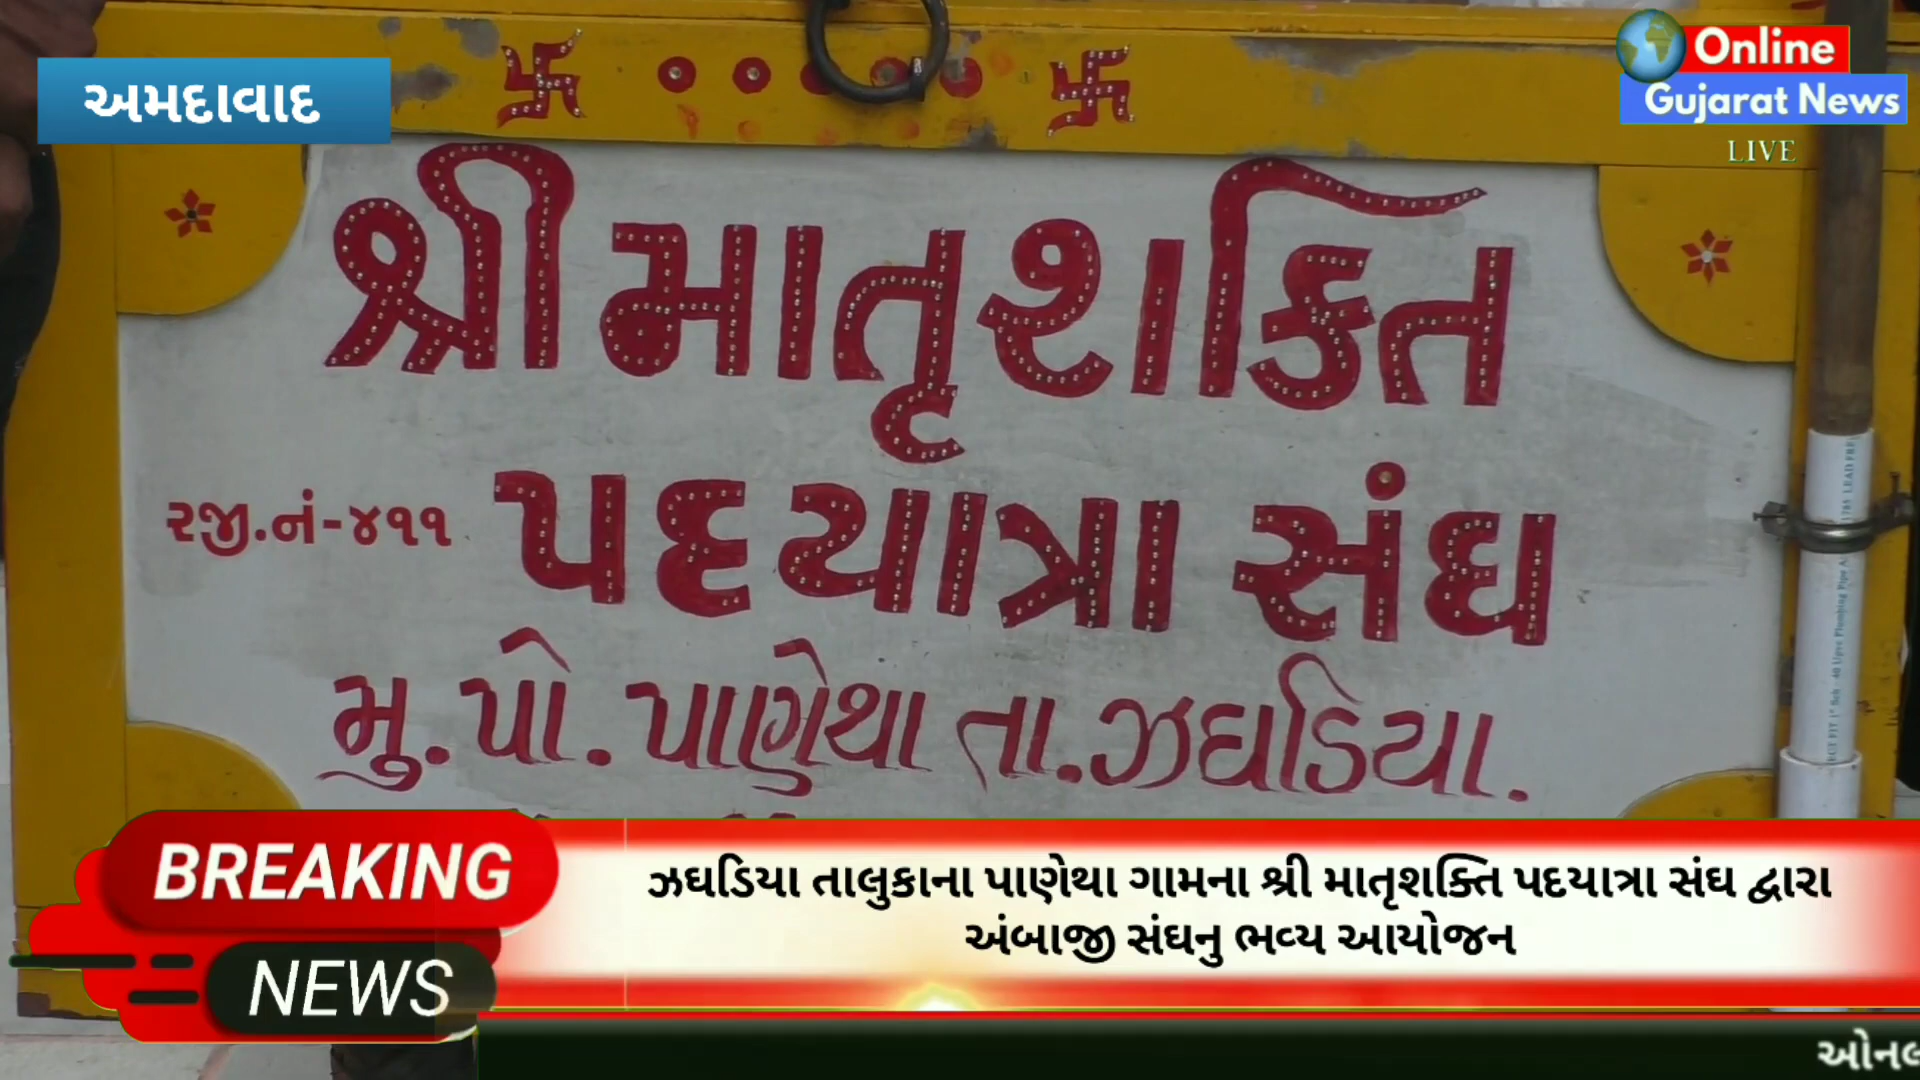 અમદાવાદ
Online
Gujarat News
LIVE
શ્રી માતૃશક્તિ
રજી.નં-૪૧૧ પદયાત્રા સંઘ
મુ.પો. પાણેથા તા.ઝઘડિયા.
BREAKING
NEWS
ઝઘડિયા તાલુકાના પાણેથા ગામના શ્રી માતૃશક્તિ પદયાત્રા સંઘ દ્વારા
અંબાજી સંઘનુ ભવ્ય આયોજન